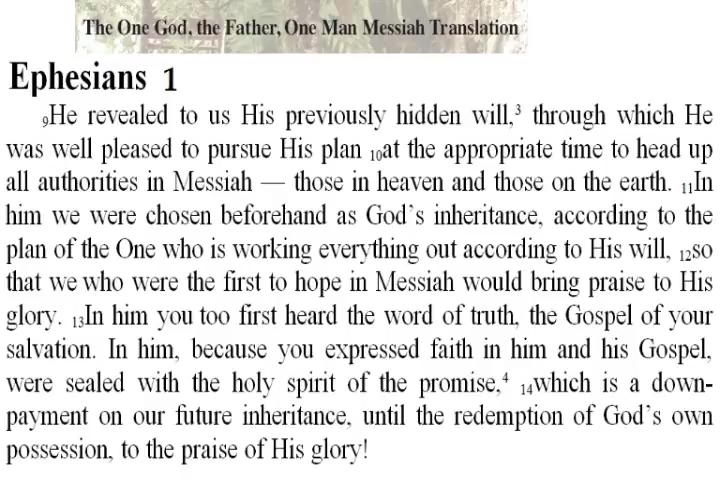 The One God, the Father, One Man Messiah Translation
Ephesians 1
9He revealed to us His previously hidden will,³ through which He
was well pleased to pursue His plan 10at the appropriate time to head up
all authorities in Messiah — those in heaven and those on the earth. 11In
him we were chosen beforehand as God's inheritance, according to the
plan of the One who is working everything out according to His will, 12so
that we who were the first to hope in Messiah would bring praise to His
glory. 13In him you too first heard the word of truth, the Gospel of your
salvation. In him, because you expressed faith in him and his Gospel,
were sealed with the holy spirit of the promise,⁴ 14which is a down-
payment on our future inheritance, until the redemption of God's own
possession, to the praise of His glory!